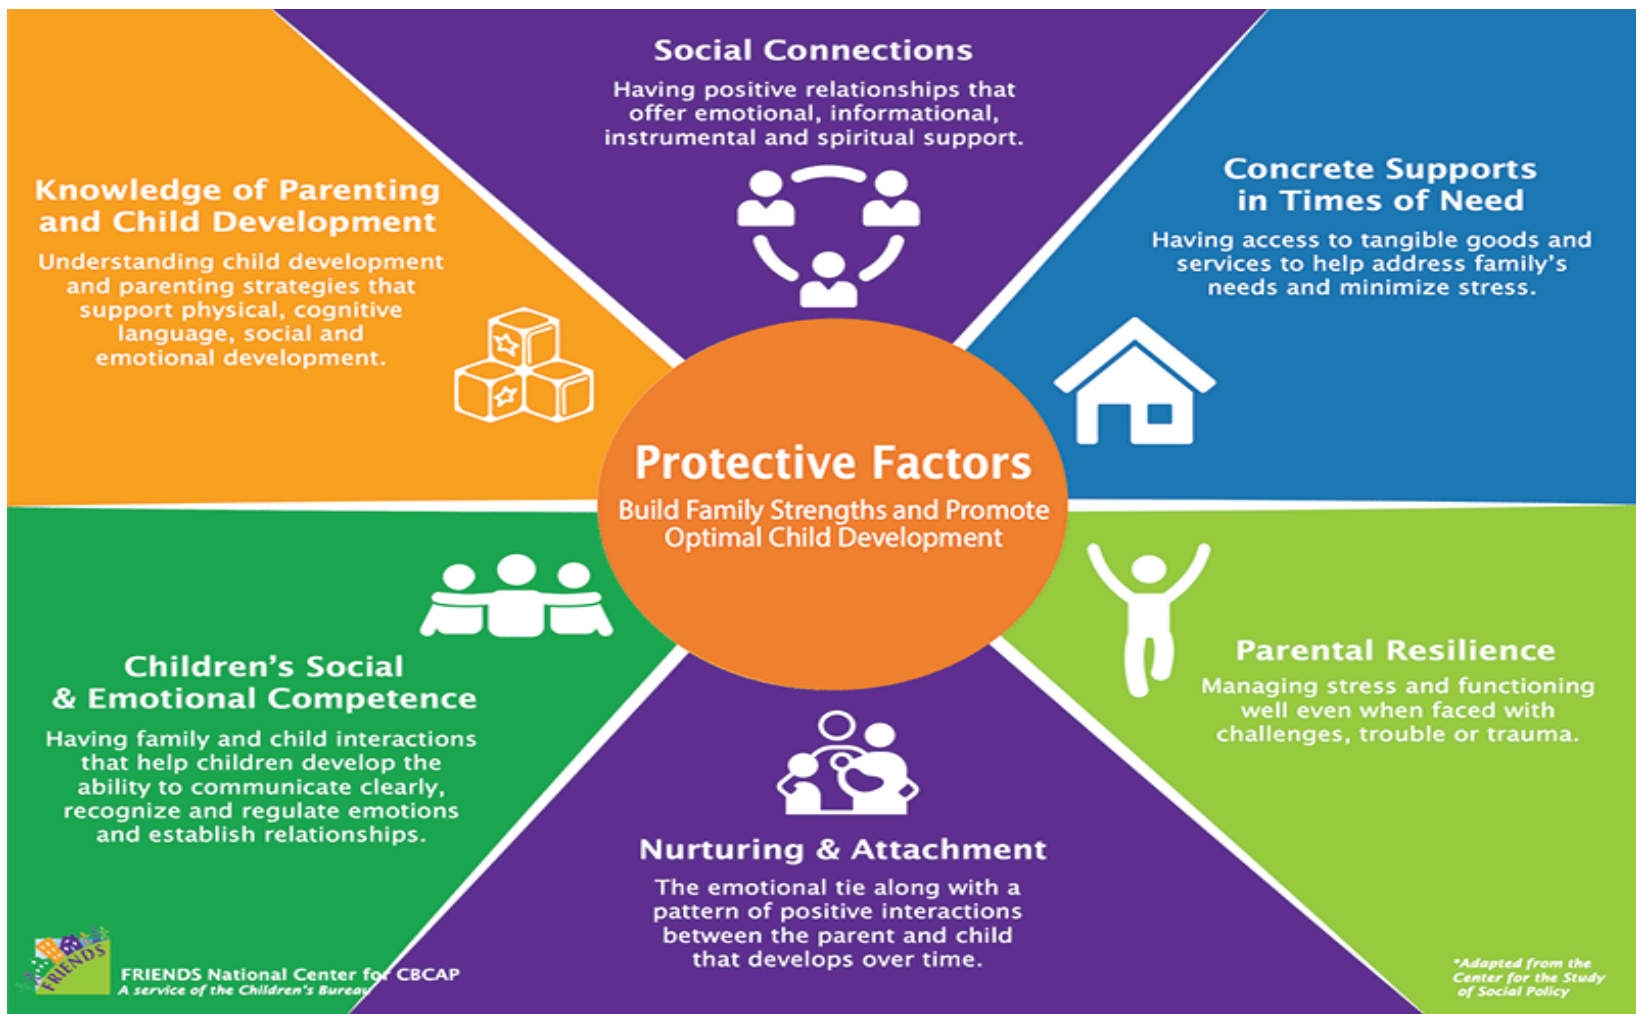 Social Connections
Having positive relationships that
offer emotional, informational,
instrumental and spiritual support.
Concrete Supports
in Times of Need
Having access to tangible goods and
services to help address family's
needs and minimize stress.
Knowledge of Parenting
and Child Development
Understanding child development
and parenting strategies that
support physical, cognitive
language, social and
emotional development.
Protective Factors
Build Family Strengths and Promote
Optimal Child Development
Children's Social
& Emotional Competence
Having family and child interactions
that help children develop the
ability to communicate clearly,
recognize and regulate emotions
and establish relationships.
Parental Resilience
Managing stress and functioning
well even when faced with
challenges, trouble or trauma.
Nurturing & Attachment
The emotional tie along with a
pattern of positive interactions
between the parent and child
that develops over time.
FRIENDS
FRIENDS National Center for CBCAP
A service of the Children's Bureau
*Adapted from the
Center for the Study
of Social Policy